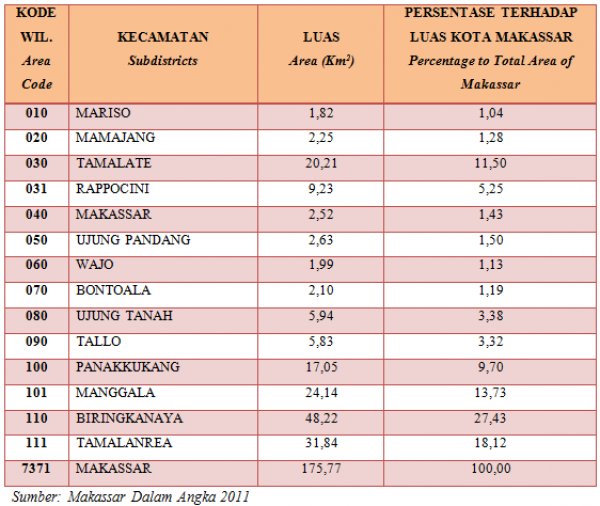 KODE WIL. Area Code | KECAMATAN Subdistricts | LUAS Area (Km²) | PERSENTASE TERHADAP LUAS KOTA MAKASSAR Percentage to Total Area of Makassar
010 MARISO 1,82 1,04
020 MAMAJANG 2,25 1,28
030 TAMALATE 20,21 11,50
031 RAPPOCINI 9,23 5,25
040 MAKASSAR 2,52 1,43
050 UJUNG PANDANG 2,63 1,50
060 WAJO 1,99 1,13
070 BONTOALA 2,10 1,19
080 UJUNG TANAH 5,94 3,38
090 TALLO 5,83 3,32
100 PANAKKUKANG 17,05 9,70
101 MANGGALA 24,14 13,73
110 BIRINGKANAYA 48,22 27,43
111 TAMALANREA 31,84 18,12
7371 MAKASSAR 175,77 100,00
Sumber: Makassar Dalam Angka 2011